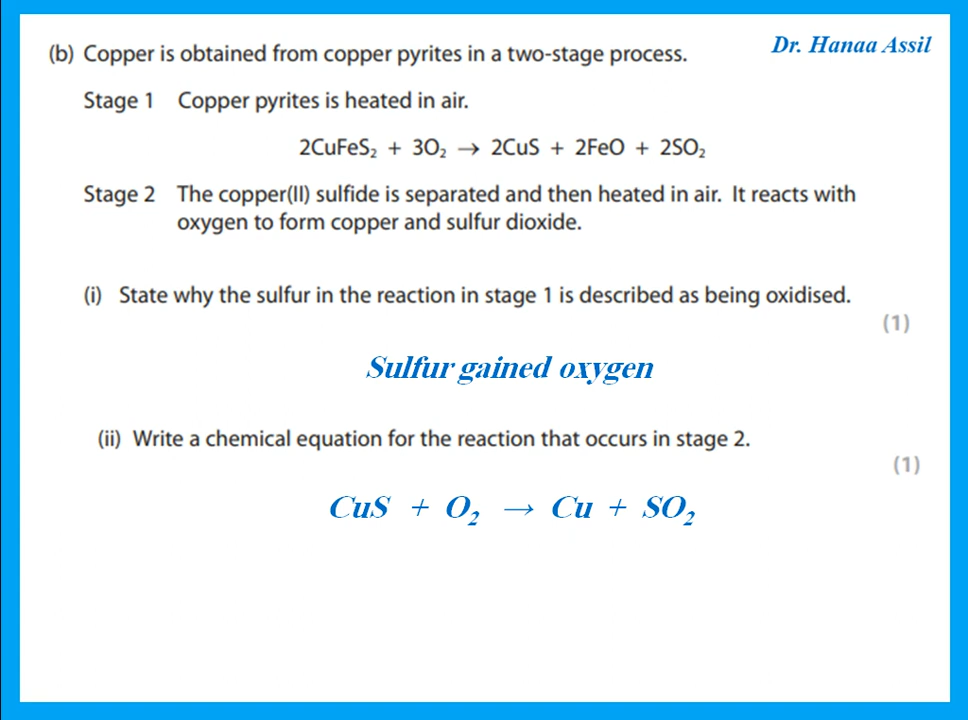 Dr. Hanaa Assil
(b) Copper is obtained from copper pyrites in a two-stage process.
Stage 1 Copper pyrites is heated in air.
2CuFeS₂ + 3O₂ → 2CuS + 2FeO + 2SO₂
Stage 2 The copper(II) sulfide is separated and then heated in air. It reacts with
oxygen to form copper and sulfur dioxide.
(i) State why the sulfur in the reaction in stage 1 is described as being oxidised.
(1)
Sulfur gained oxygen
(ii) Write a chemical equation for the reaction that occurs in stage 2.
(1)
CuS + O₂ → Cu + SO₂